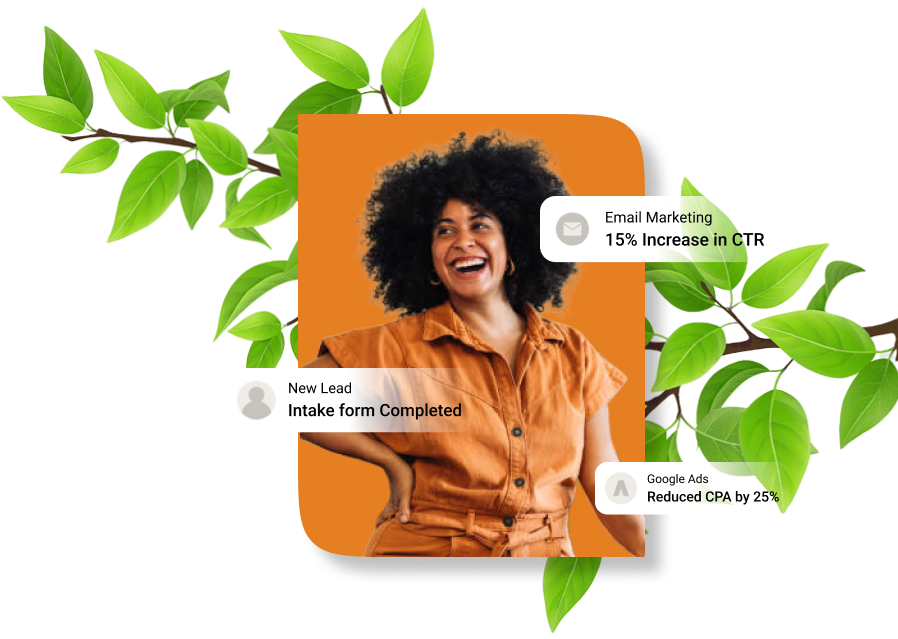 Email Marketing
15% Increase in CTR
New Lead
Intake form Completed
Google Ads
Reduced CPA by 25%